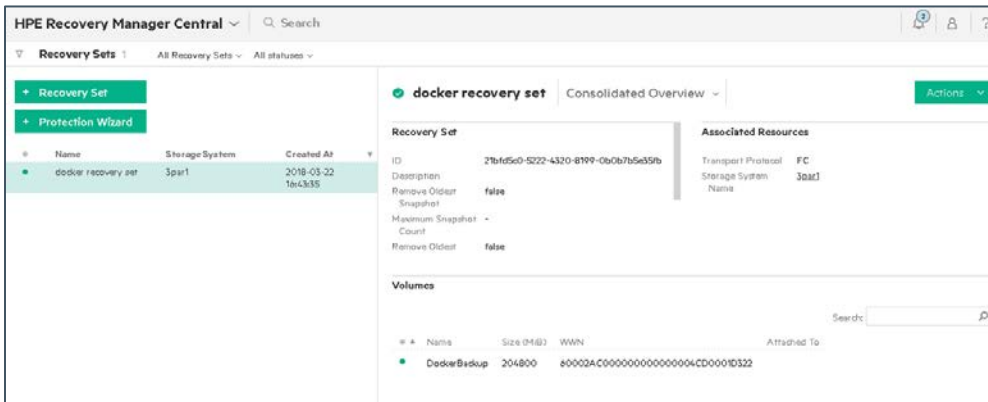 HPE Recovery Manager Central
Search
2
?
Recovery Sets 1
All Recovery Sets
All statuses
+ Recovery Set
+ Protection Wizard
Name Storage System Created At
docker recovery set 3par1 2018-03-22
16:43:35
docker recovery set Consolidated Overview
Actions
Recovery Set
ID 21bfd5c0-5222-4320-8199-0b0b7b5e35fb
Description
Remove Oldest false
Snapshot
Maximum Snapshot -
Count
Remove Oldest false
Associated Resources
Transport Protocol FC
Storage System 3par1
Name
Volumes
Search:
Name Size (MiB) WWN Attached To
DockerBackup 204800 60002AC0000000000000004CD0001D322